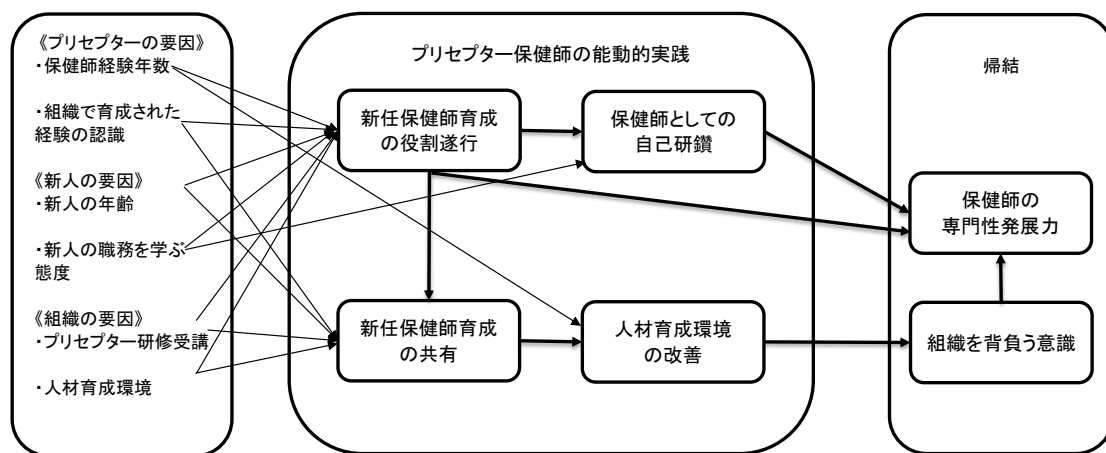 《プリセプターの要因》
・保健師経験年数
・組織で育成された
経験の認識
《新人の要因》
・新人の年齢
・新人の職務を学ぶ
態度
《組織の要因》
・プリセプター研修受講
・人材育成環境
プリセプター保健師の能動的実践
新任保健師育成
の役割遂行
保健師としての
自己研鑽
新任保健師育成
の共有
人材育成環境
の改善
帰結
保健師の
専門性発展力
組織を背負う意識